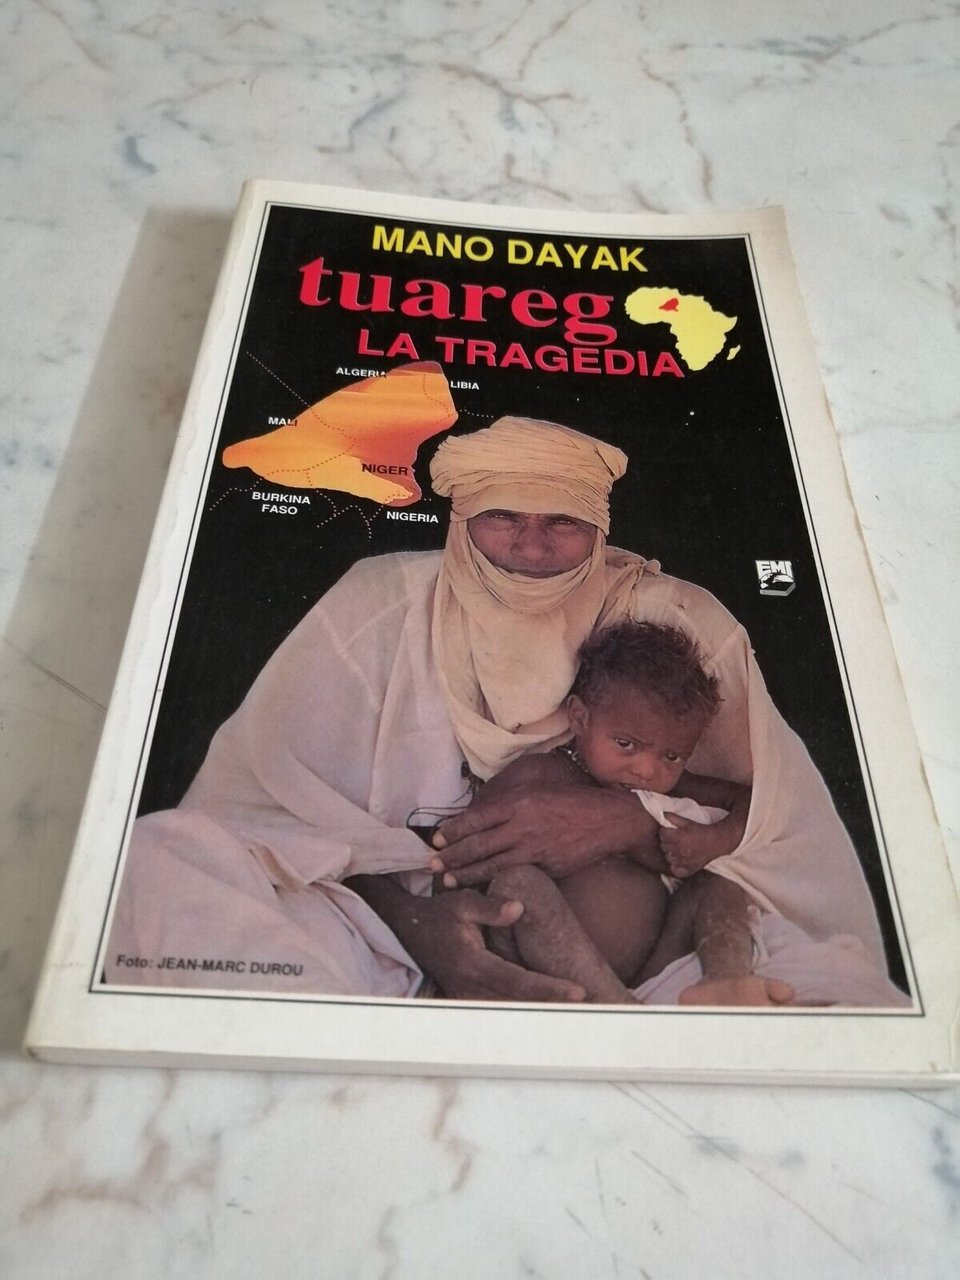 MANO DAYAK
tuareg
LA TRAGEDIA
ALGERIA
LIBIA
MALI
NIGER
BURKINA
FASO
NIGERIA
EMI
Foto: JEAN-MARC DUROU